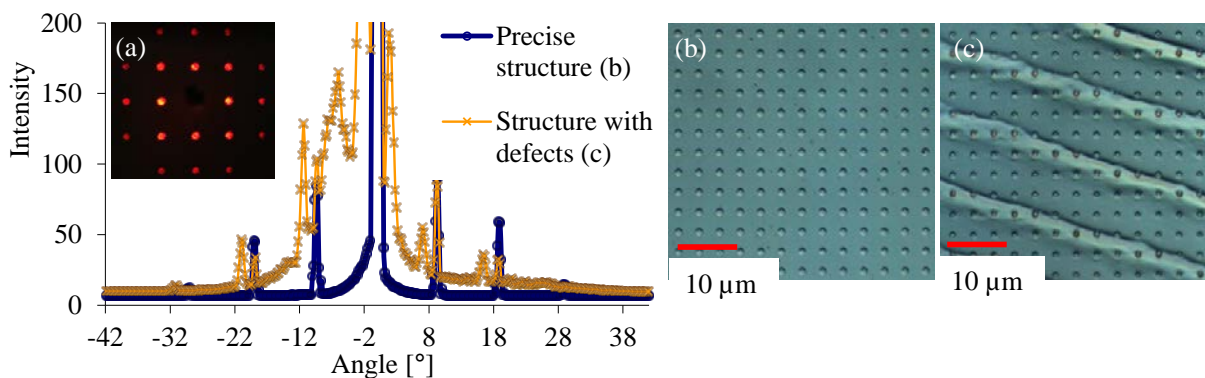 200
150
100
50
0
Intensity
-42 -32 -22 -12 -2 8 18 28 38
Angle [°]
(a)
Precise
structure (b)
Structure with
defects (c)
(b)
10 µm
(c)
10 µm